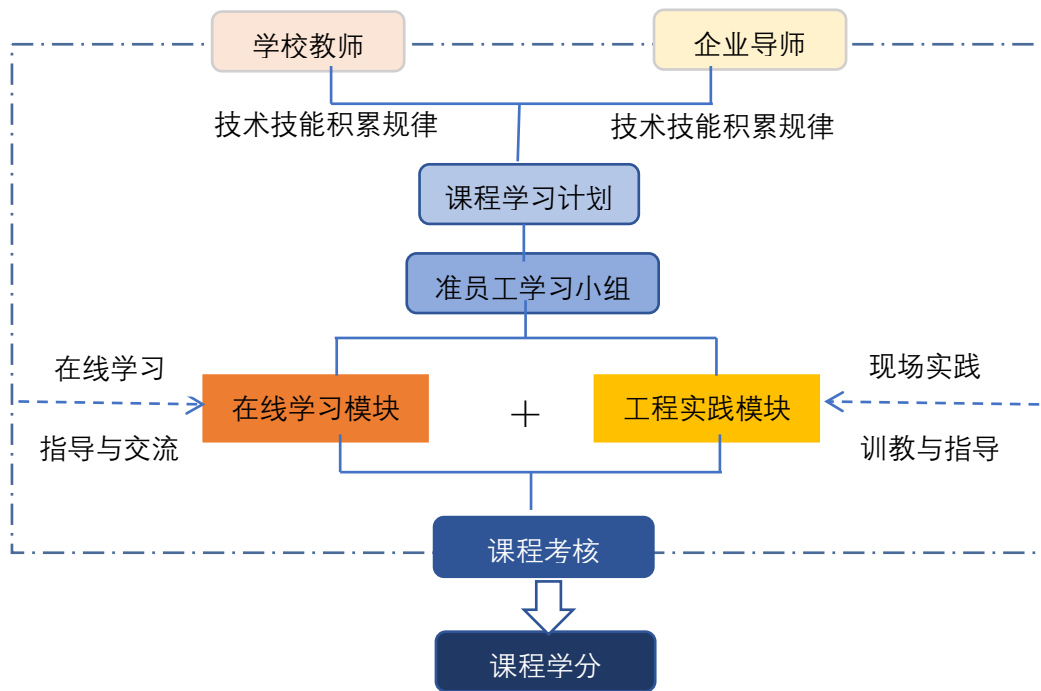 学校教师
企业导师
技术技能积累规律
技术技能积累规律
课程学习计划
准员工学习小组
在线学习
现场实践
在线学习模块
+
工程实践模块
指导与交流
训教与指导
课程考核
课程学分